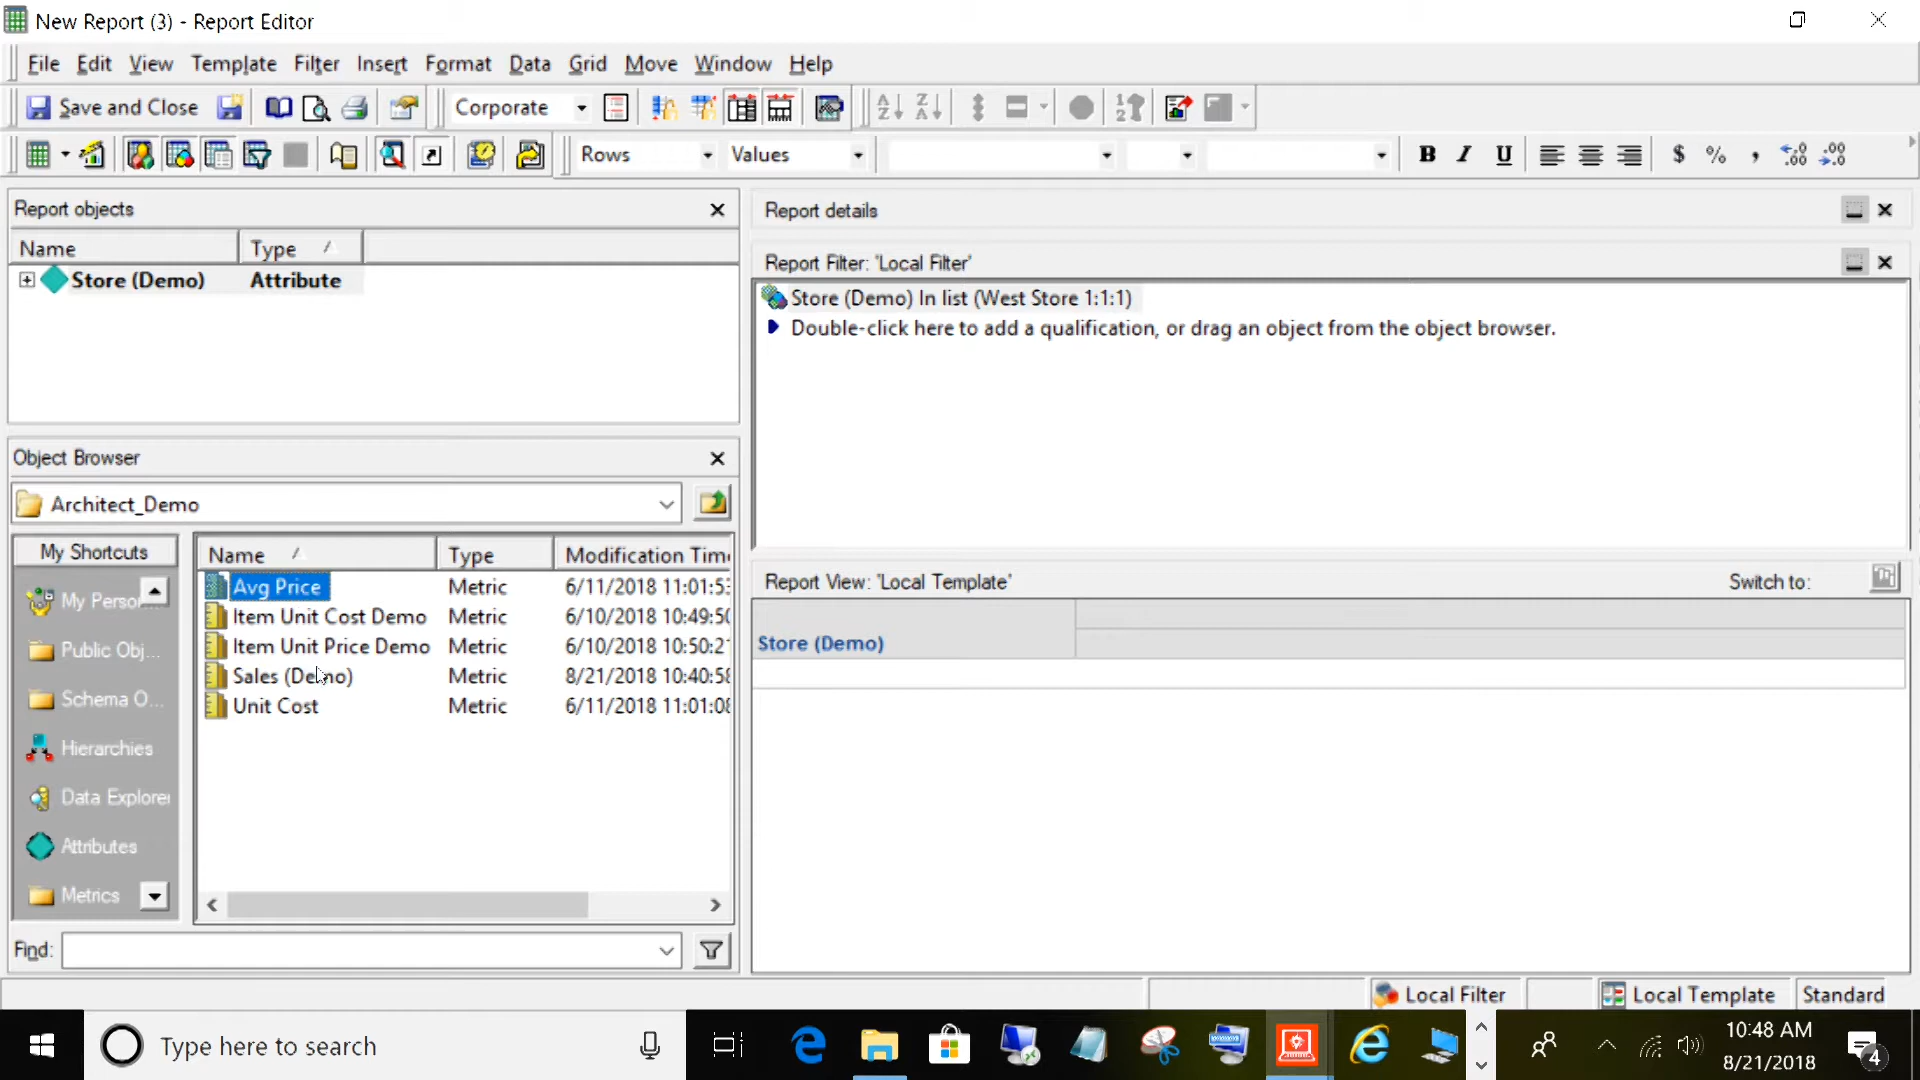 New Report (3) - Report Editor
File Edit View Template Filter Insert Format Data Grid Move Window Help
Save and Close Corporate
Rows Values B I U $ % ,
Report objects
Name Type
Store (Demo) Attribute
Object Browser
Architect_Demo
My Shortcuts
My Perso...
Public Obj...
Schema O...
Hierarchies
Data Explorer
Attributes
Metrics
Name Type Modification Tim
Avg Price Metric 6/11/2018 11:01:5
Item Unit Cost Demo Metric 6/10/2018 10:49:5
Item Unit Price Demo Metric 6/10/2018 10:50:2
Sales (Demo) Metric 8/21/2018 10:40:5
Unit Cost Metric 6/11/2018 11:01:0
Find:
Report details
Report Filter: 'Local Filter'
Store (Demo) In list (West Store 1:1:1)
Double-click here to add a qualification, or drag an object from the object browser.
Report View: 'Local Template' Switch to:
Store (Demo)
Local Filter Local Template Standard
Type here to search
10:48 AM
8/21/2018
4